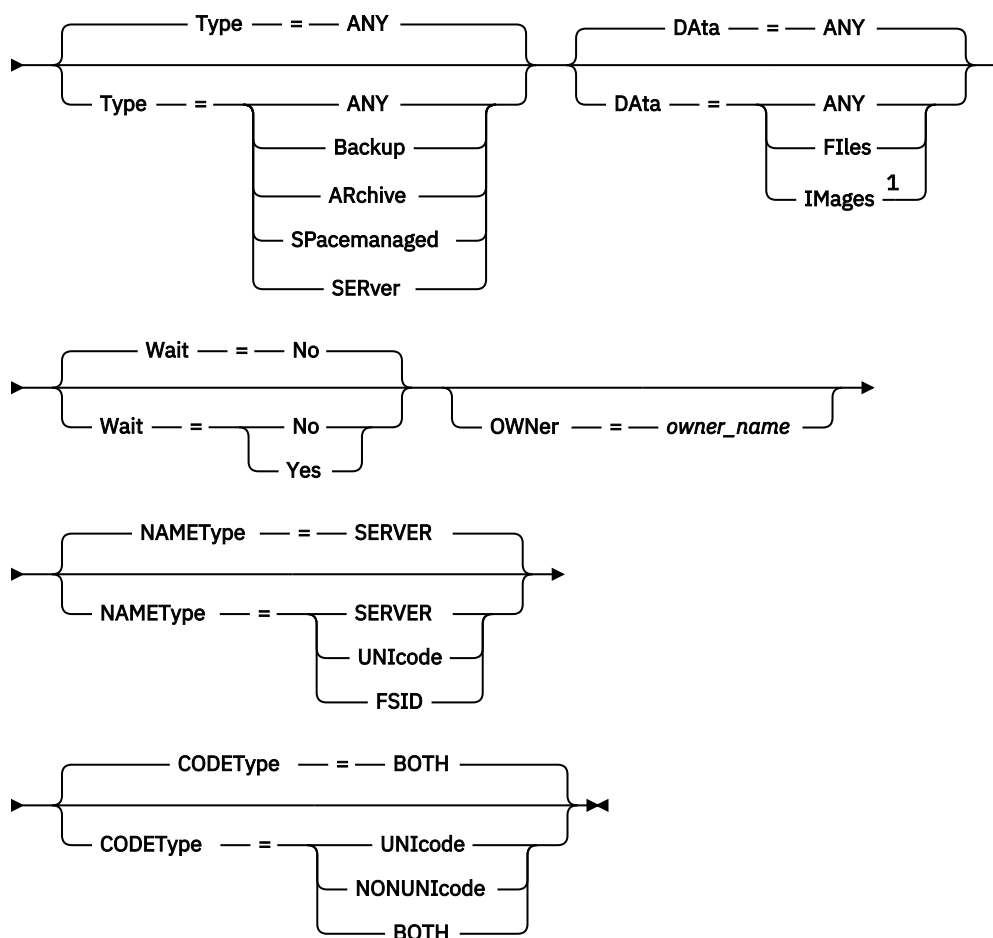 Type = ANY DAta = ANY
Type = ANY DAta = ANY
Backup FIles
ARchive IMages 1
SPacemanaged
SERver
Wait = No
Wait = No OWNer = owner_name
Yes
NAMEType = SERVER
NAMEType = SERVER
UNIcode
FSID
CODEType = BOTH
CODEType = UNIcode
NONUNIcode
BOTH